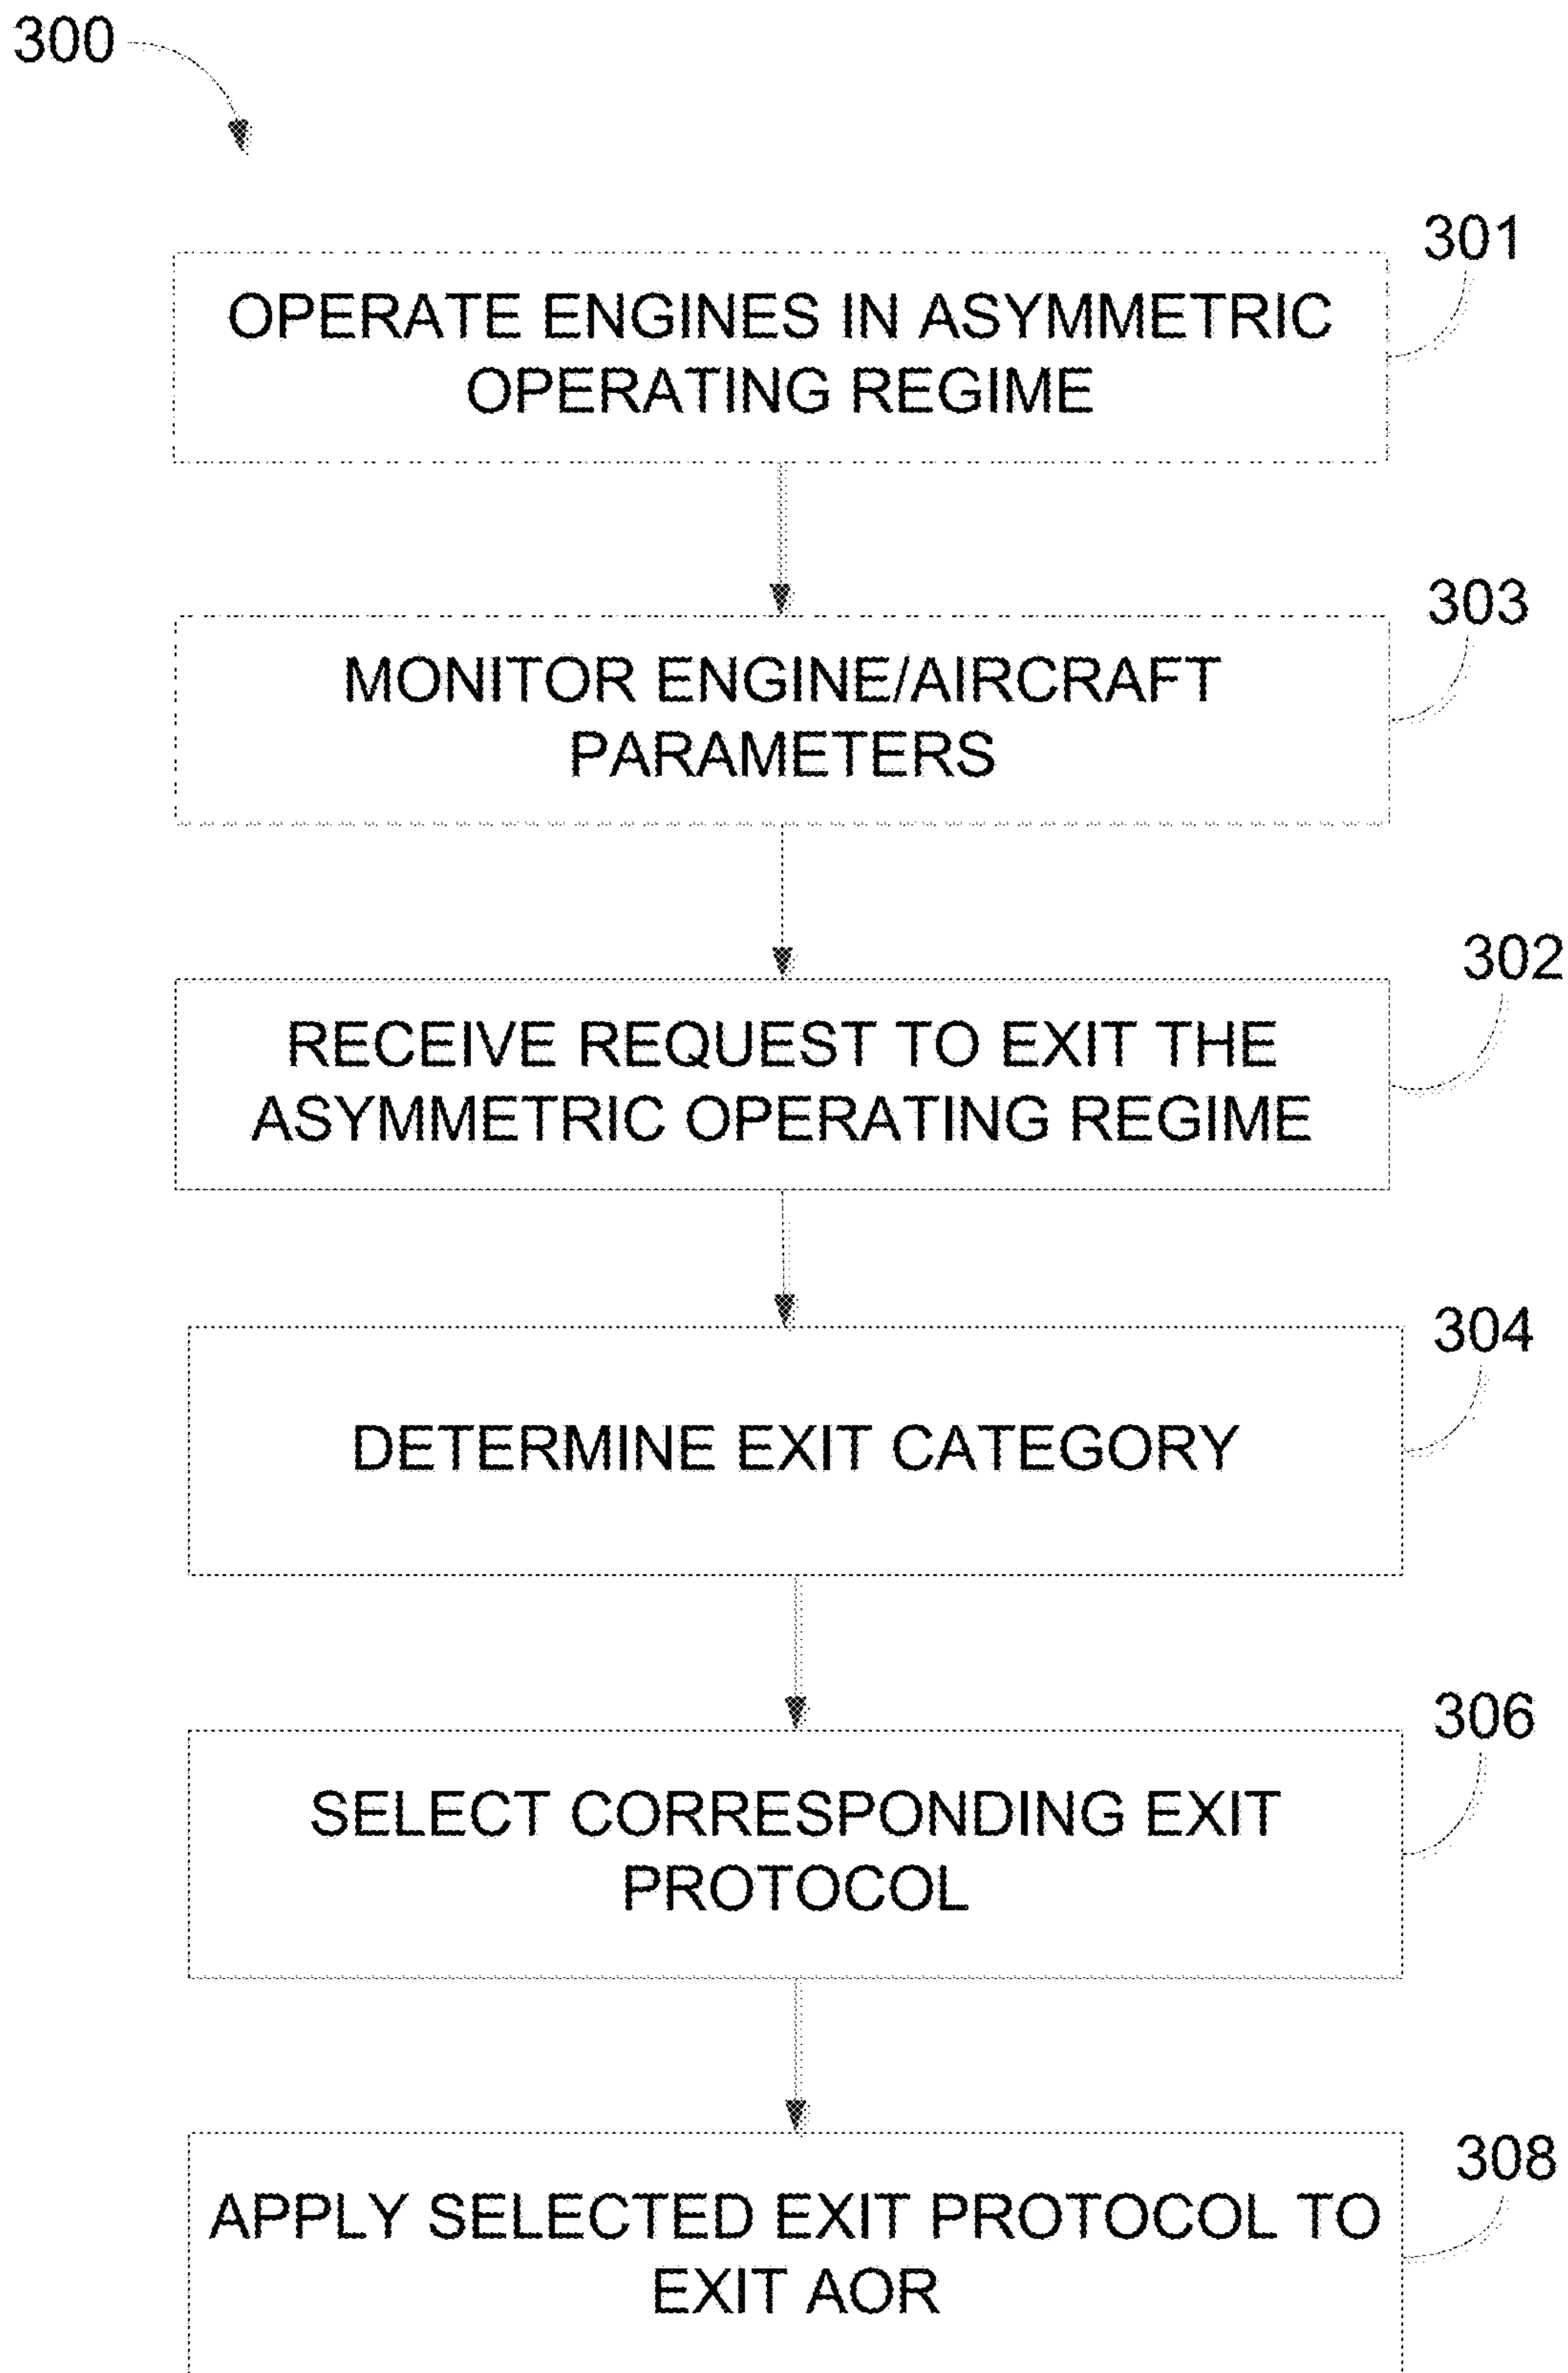 300
301
OPERATE ENGINES IN ASYMMETRIC
OPERATING REGIME
303
MONITOR ENGINE/AIRCRAFT
PARAMETERS
302
RECEIVE REQUEST TO EXIT THE
ASYMMETRIC OPERATING REGIME
304
DETERMINE EXIT CATEGORY
306
SELECT CORRESPONDING EXIT
PROTOCOL
308
APPLY SELECTED EXIT PROTOCOL TO
EXIT AOR